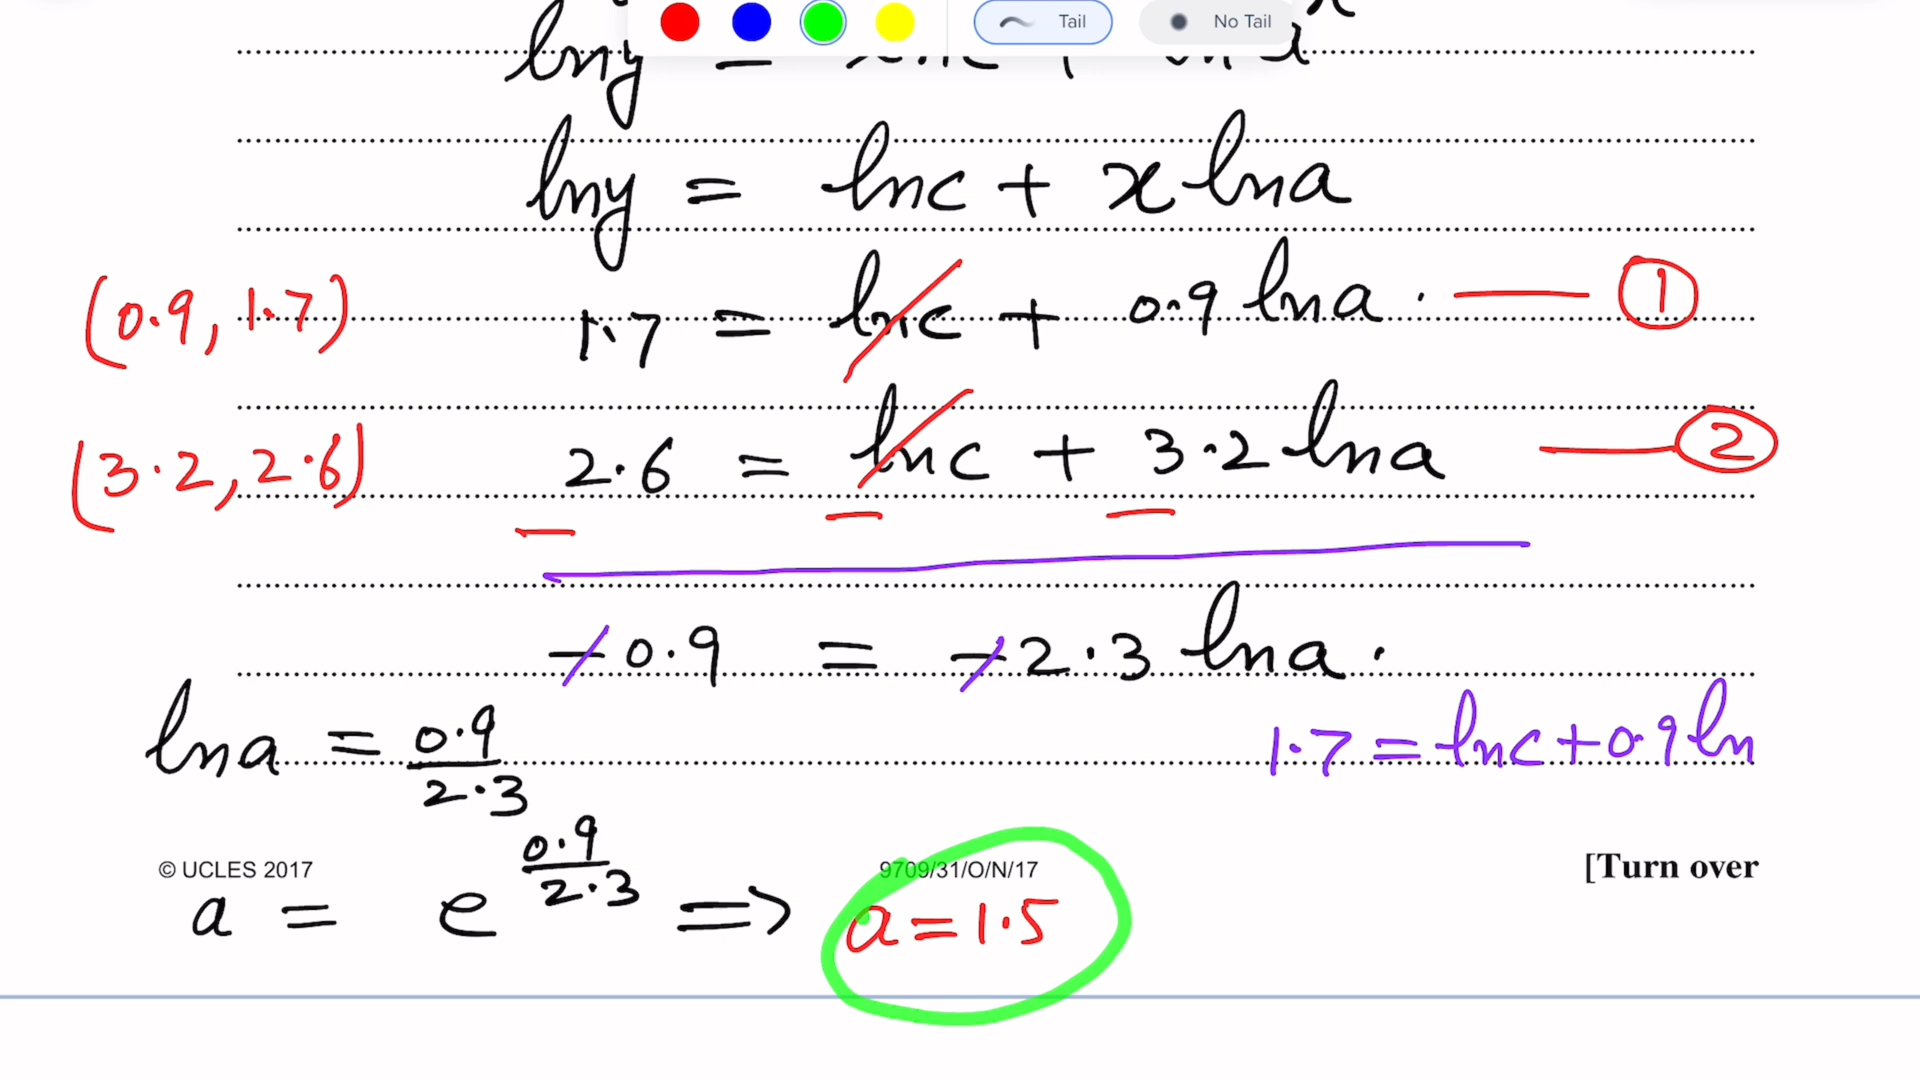 Tail No Tail
lny =
lny = lnc + x lna
(0.9, 1.7) 1.7 = lnc + 0.9 lna. — 1
(3.2, 2.6) 2.6 = lnc + 3.2 lna — 2
-0.9 = -2.3 lna.
lna = 0.9/2.3
1.7 = lnc + 0.9 ln
© UCLES 2017 9709/31/O/N/17 [Turn over
a = e^(0.9/2.3) => a = 1.5